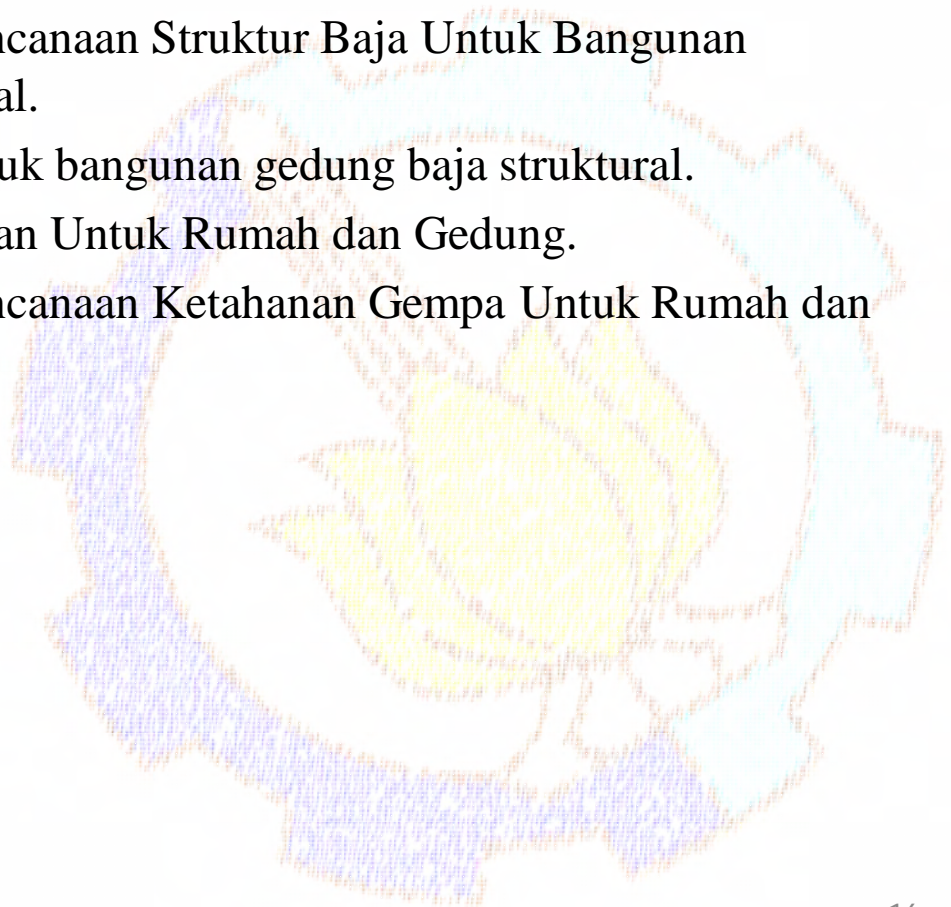 ncanaan Struktur Baja Untuk Bangunan
al.
uk bangunan gedung baja struktural.
an Untuk Rumah dan Gedung.
ncanaan Ketahanan Gempa Untuk Rumah dan